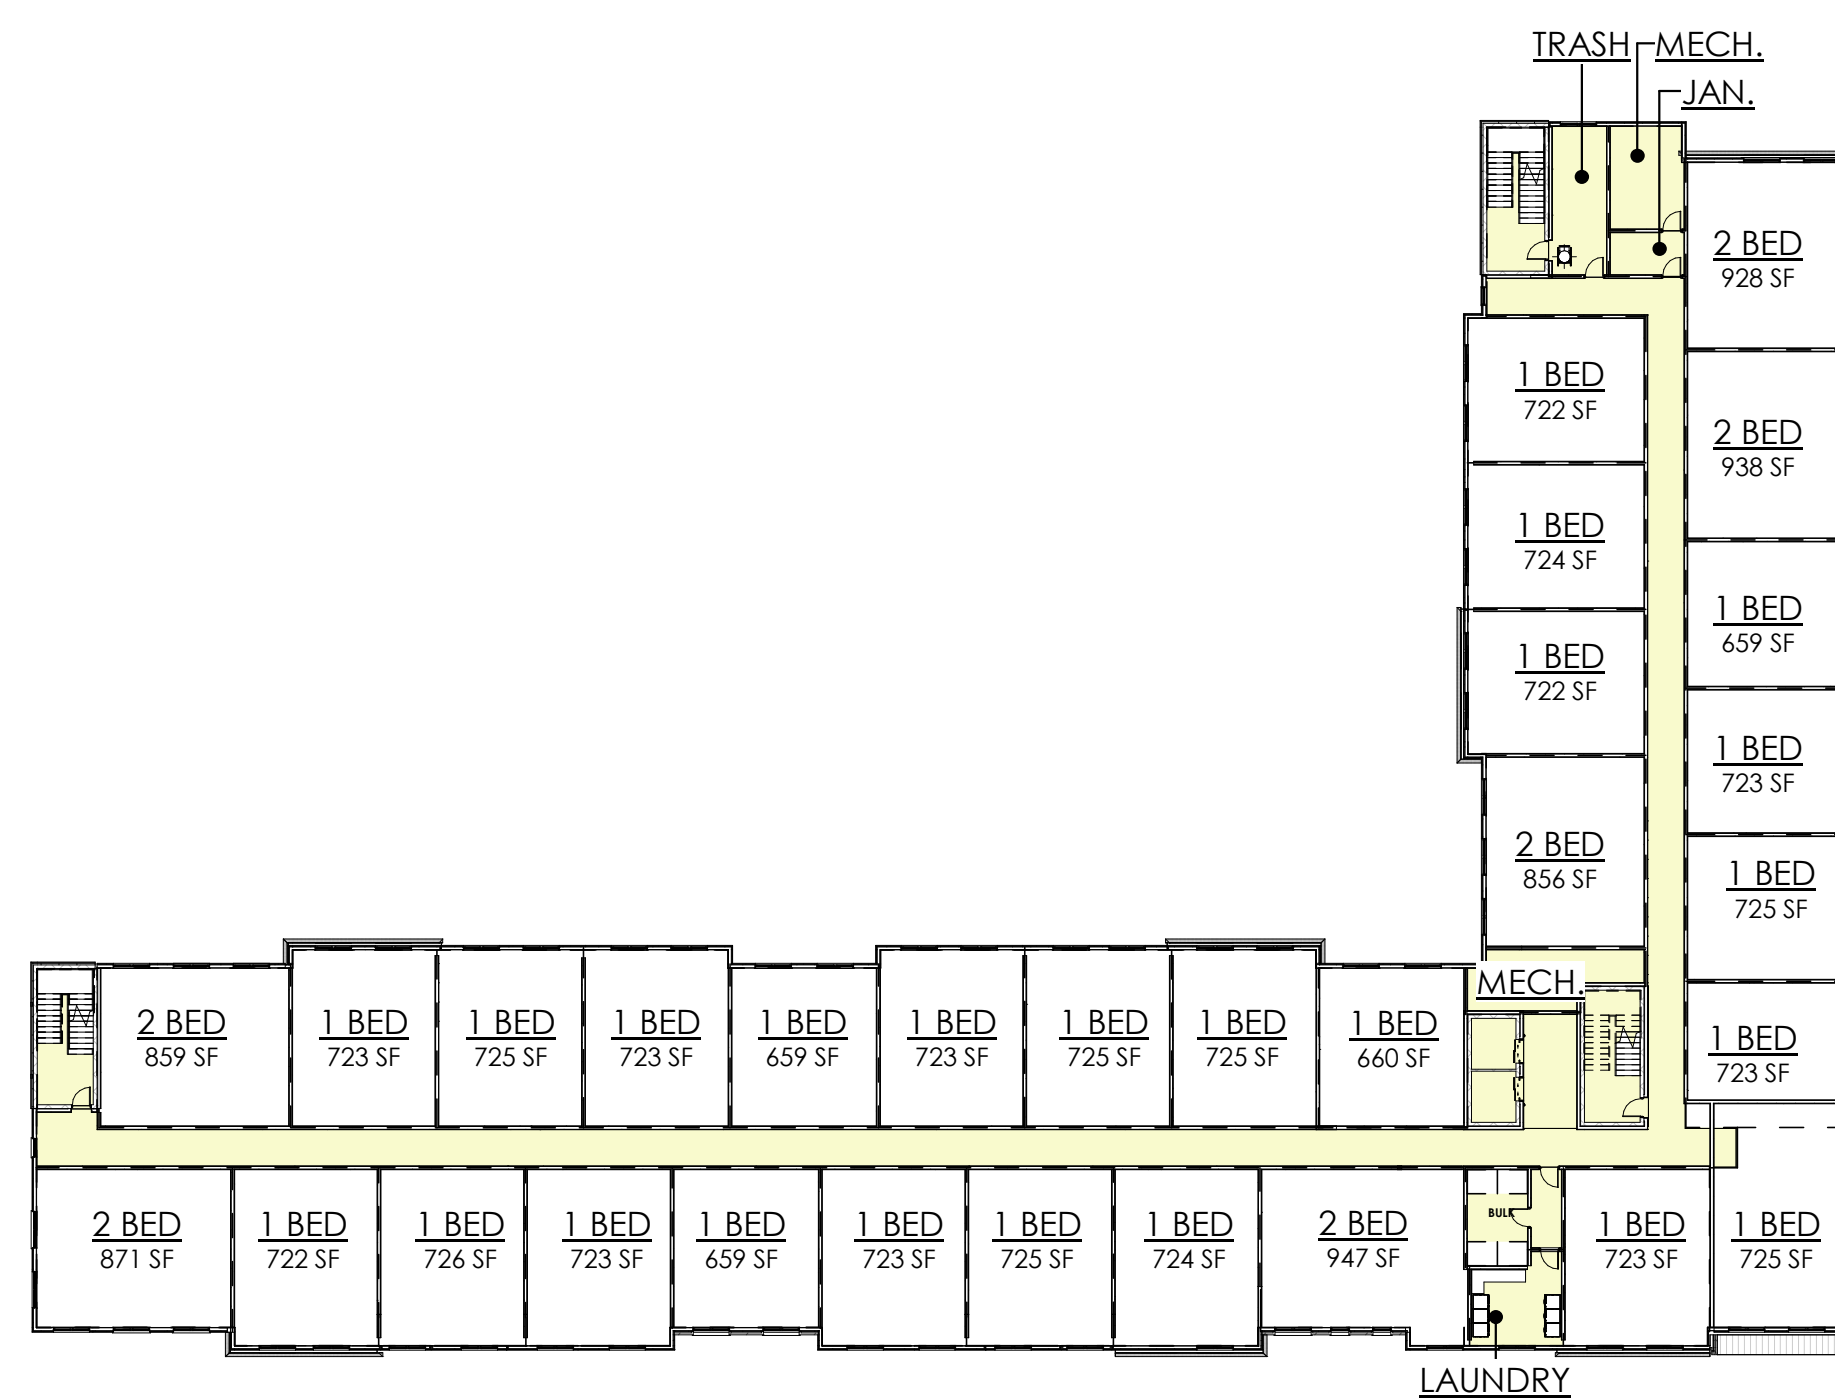 TRASH
MECH.
JAN.
2 BED
928 SF
1 BED
722 SF
2 BED
938 SF
1 BED
724 SF
1 BED
659 SF
1 BED
722 SF
1 BED
723 SF
2 BED
856 SF
1 BED
725 SF
MECH.
2 BED
859 SF
1 BED
723 SF
1 BED
725 SF
1 BED
723 SF
1 BED
659 SF
1 BED
723 SF
1 BED
725 SF
1 BED
725 SF
1 BED
660 SF
1 BED
723 SF
2 BED
871 SF
1 BED
722 SF
1 BED
726 SF
1 BED
723 SF
1 BED
659 SF
1 BED
723 SF
1 BED
725 SF
1 BED
724 SF
2 BED
947 SF
BULK
1 BED
723 SF
1 BED
725 SF
LAUNDRY